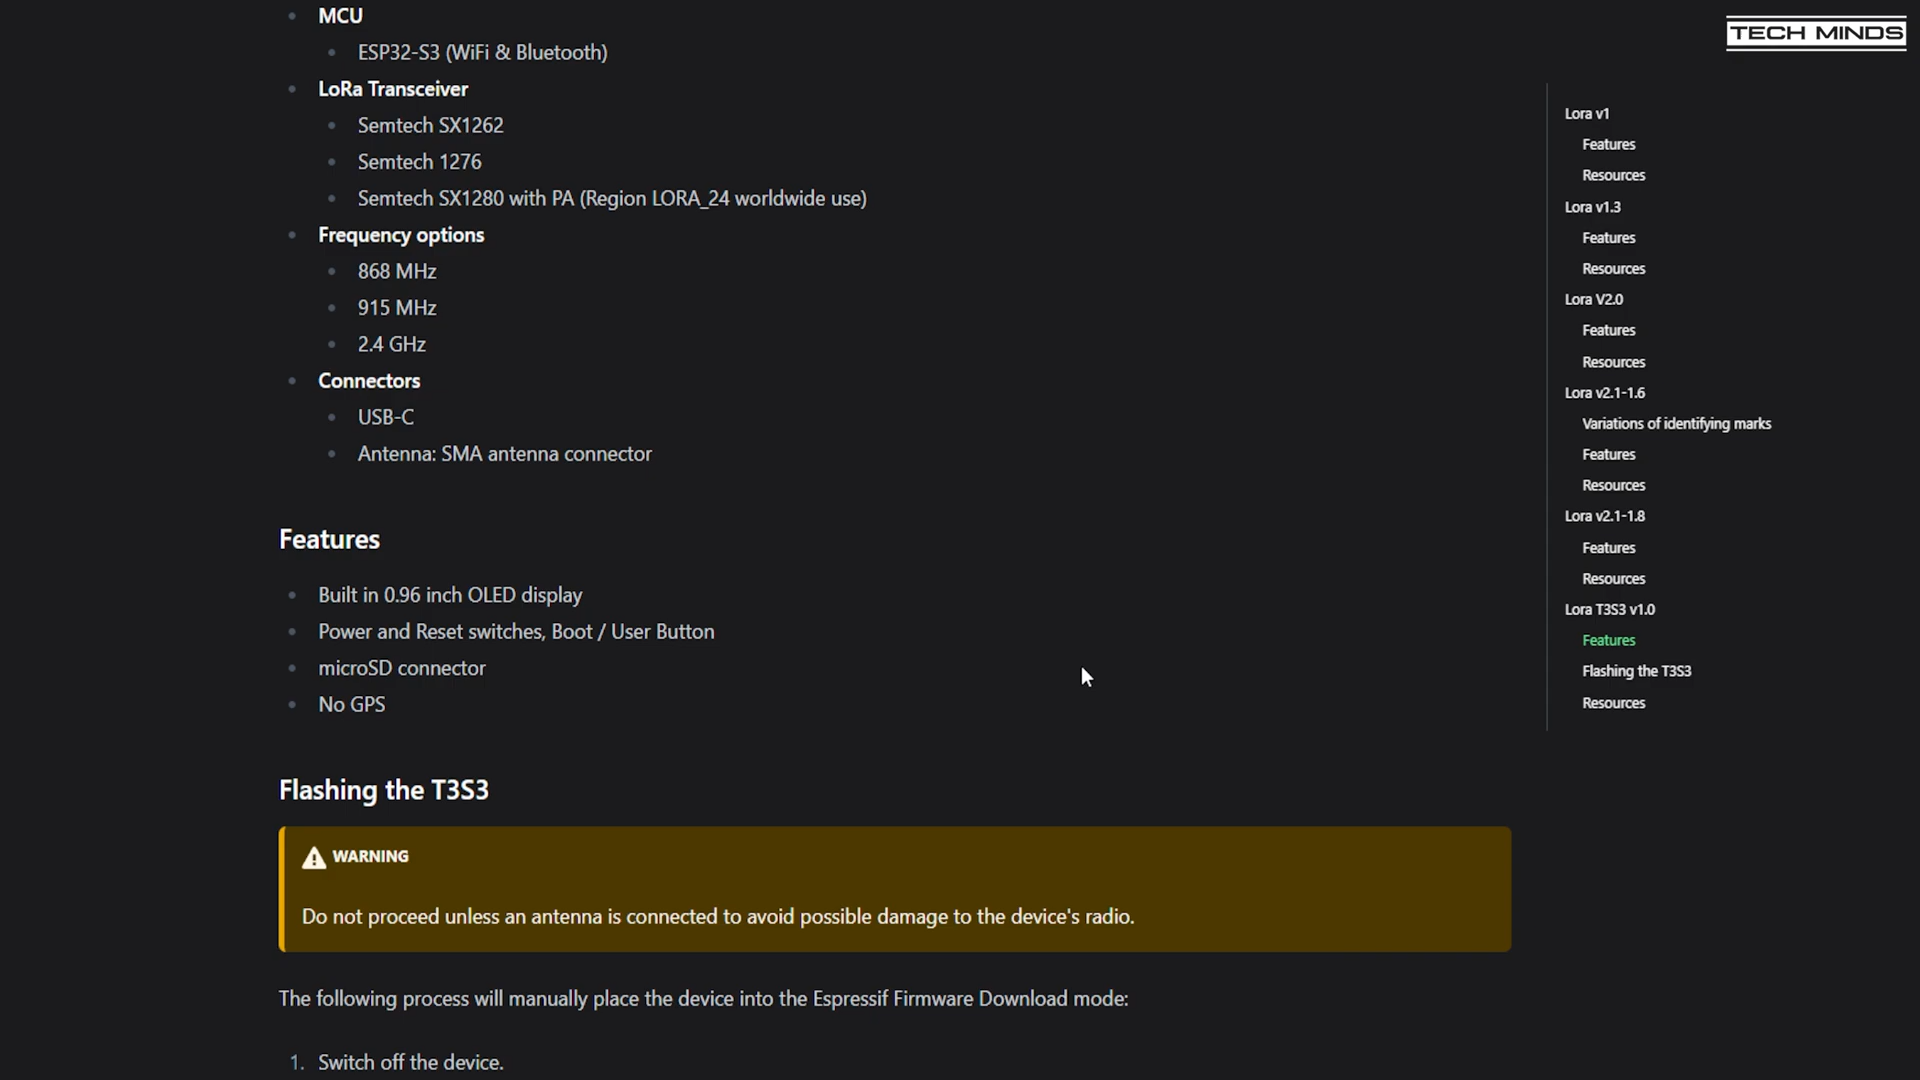 MCU
ESP32-S3 (WiFi & Bluetooth)
LoRa Transceiver
Semtech SX1262
Semtech 1276
Semtech SX1280 with PA (Region LORA_24 worldwide use)
Frequency options
868 MHz
915 MHz
2.4 GHz
Connectors
USB-C
Antenna: SMA antenna connector
Features
Built in 0.96 inch OLED display
Power and Reset switches, Boot / User Button
microSD connector
No GPS
Flashing the T3S3
WARNING
Do not proceed unless an antenna is connected to avoid possible damage to the device's radio.
The following process will manually place the device into the Espressif Firmware Download mode:
1. Switch off the device.
TECH MINDS
Lora v1
Features
Resources
Lora v1.3
Features
Resources
Lora V2.0
Features
Resources
Lora v2.1-1.6
Variations of identifying marks
Features
Resources
Lora v2.1-1.8
Features
Resources
Lora T3S3 v1.0
Features
Flashing the T3S3
Resources